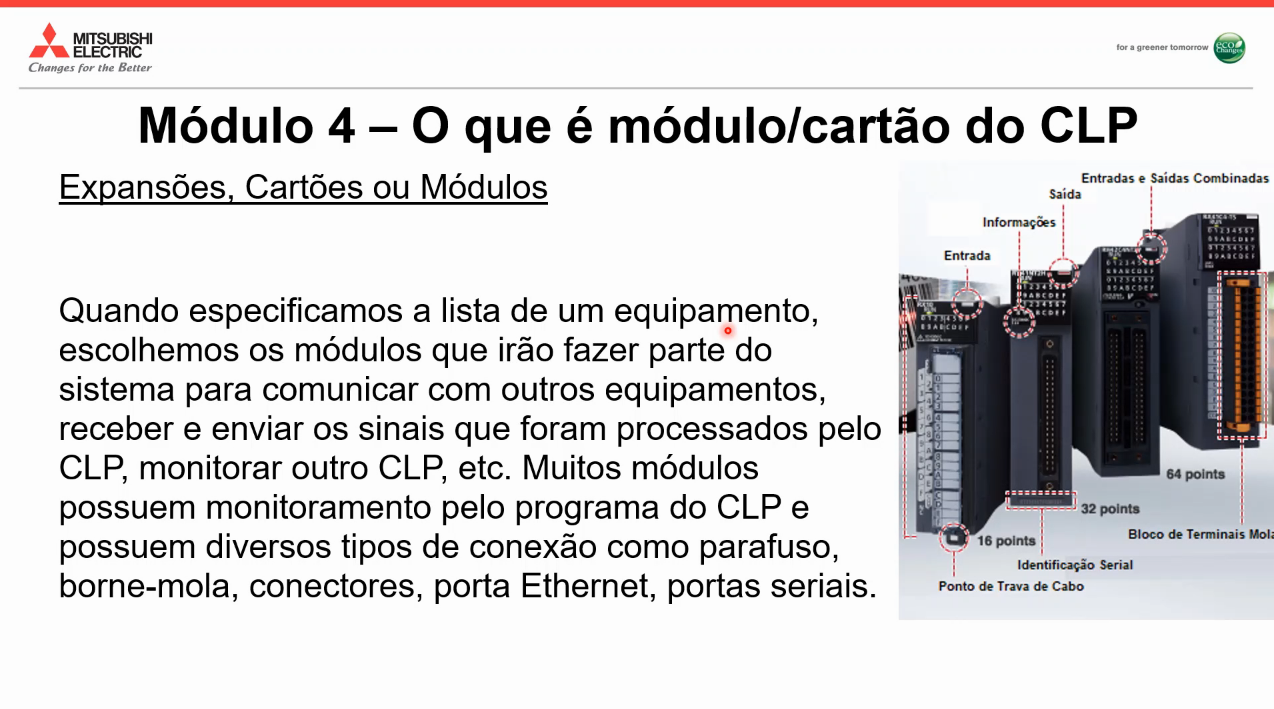 MITSUBISHI
ELECTRIC
Changes for the Better
for a greener tomorrow
eco
Changes
Módulo 4 – O que é módulo/cartão do CLP
Expansões, Cartões ou Módulos
Quando especificamos a lista de um equipamento,
escolhemos os módulos que irão fazer parte do
sistema para comunicar com outros equipamentos,
receber e enviar os sinais que foram processados pelo
CLP, monitorar outro CLP, etc. Muitos módulos
possuem monitoramento pelo programa do CLP e
possuem diversos tipos de conexão como parafuso,
borne-mola, conectores, porta Ethernet, portas seriais.
Entradas e Saídas Combinadas
Saída
Informações
Entrada
64 points
32 points
Bloco de Terminais Mola
16 points
Identificação Serial
Ponto de Trava de Cabo